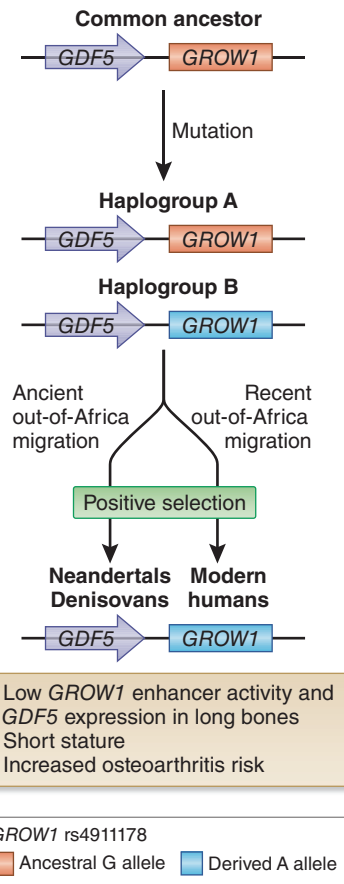 Common ancestor
GDF5 GROW1
Mutation
Haplogroup A
GDF5 GROW1
Haplogroup B
GDF5 GROW1
Ancient
out-of-Africa
migration
Recent
out-of-Africa
migration
Positive selection
Neandertals
Denisovans
Modern
humans
GDF5 GROW1
Low GROW1 enhancer activity and
GDF5 expression in long bones
Short stature
Increased osteoarthritis risk
GROW1 rs4911178
Ancestral G allele Derived A allele